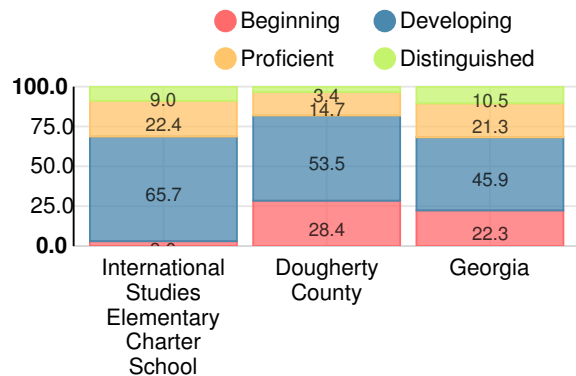 Beginning Developing
Proficient Distinguished
100.0
75.0
50.0
25.0
0.0
9.0
22.4
65.7
3.4
14.7
53.5
28.4
10.5
21.3
45.9
22.3
International
Studies
Elementary
Charter
School
Dougherty
County
Georgia